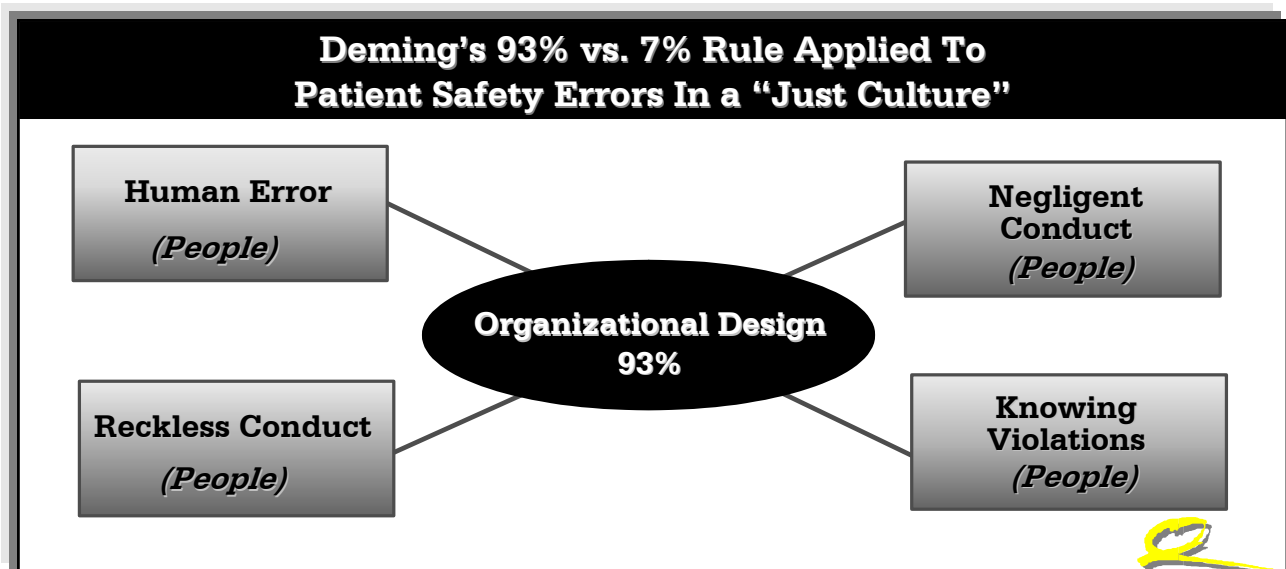 Deming’s 93% vs. 7% Rule Applied To
Patient Safety Errors In a “Just Culture”
Human Error
(People)
Negligent
Conduct
(People)
Organizational Design
93%
Reckless Conduct
(People)
Knowing
Violations
(People)